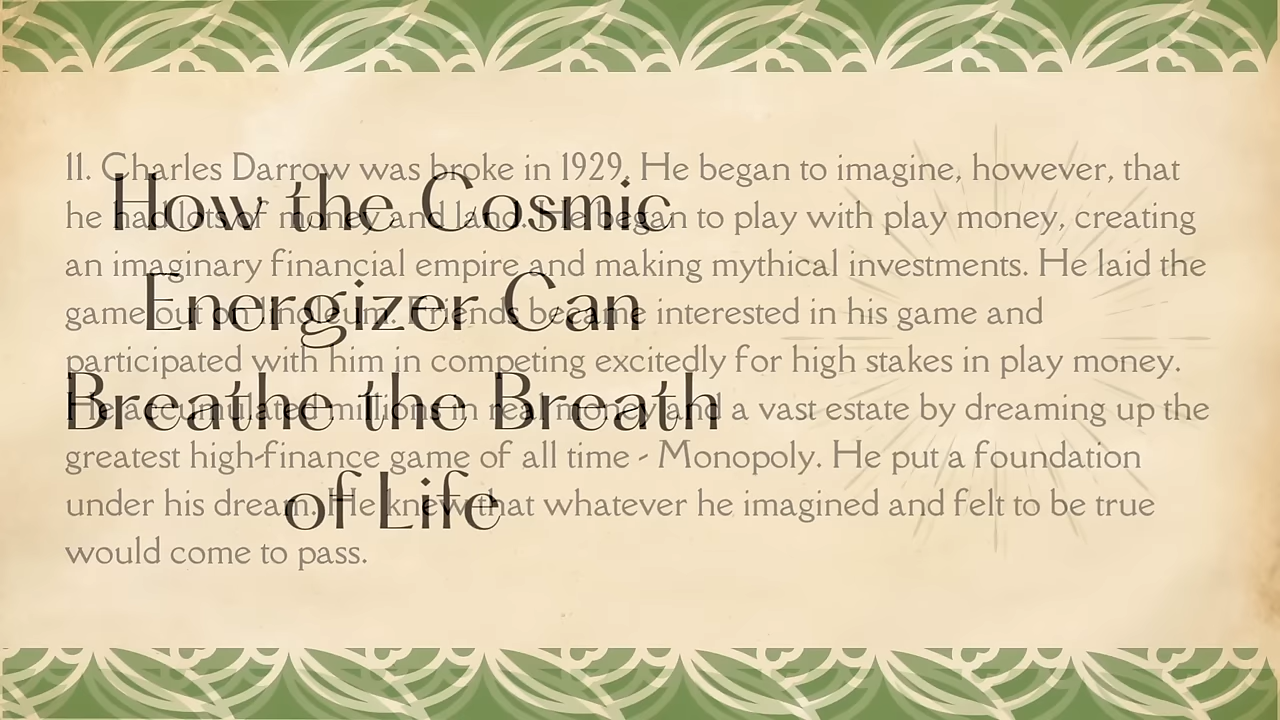 11. Charles Darrow was broke in 1929. He began to imagine, however, that
he had lots of money and land. He began to play with play money, creating
an imaginary financial empire and making mythical investments. He laid the
game out on linoleum. Friends became interested in his game and
participated with him in competing excitedly for high stakes in play money.
He accumulated millions in real money and a vast estate by dreaming up the
greatest high-finance game of all time - Monopoly. He put a foundation
under his dream. He knew that whatever he imagined and felt to be true
would come to pass.
How the Cosmic
Energizer Can
Breathe the Breath
of Life